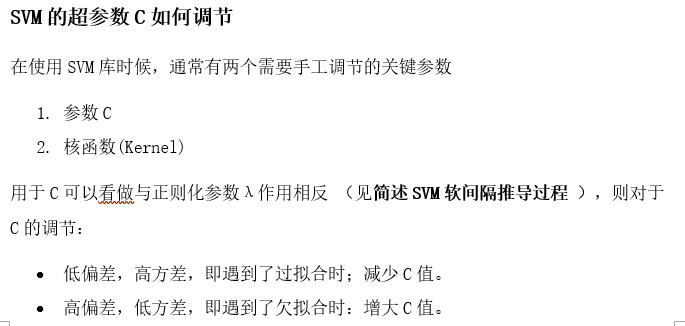 SVM 的超参数 C 如何调节
在使用 SVM 库时候，通常有两个需要手工调节的关键参数
1. 参数 C
2. 核函数(Kernel)
用于 C 可以看做与正则化参数 λ 作用相反 （见简述 SVM 软间隔推导过程 ），则对于
C 的调节：
● 低偏差，高方差，即遇到了过拟合时；减少 C 值。
● 高偏差，低方差，即遇到了欠拟合时：增大 C 值。